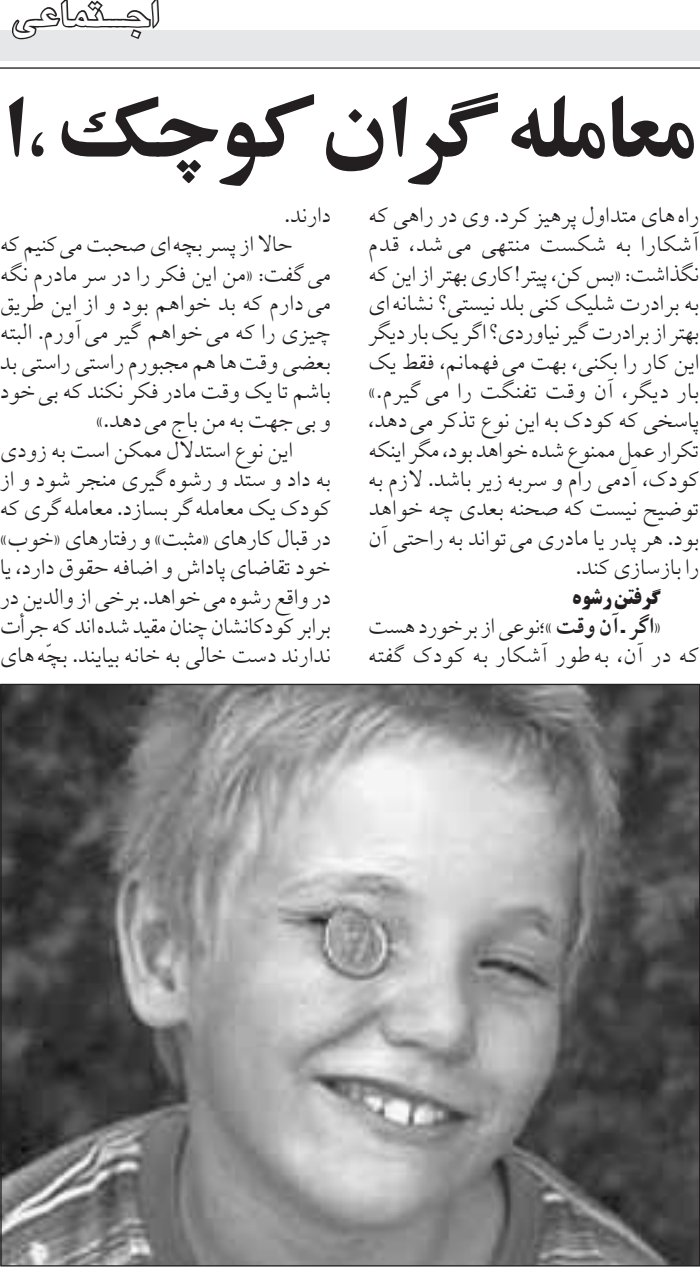 اجتماعی
معامله گران کوچک ،ا
راه‌های متداول پرهیز کرد. وی در راهی که
آشکارا به شکست منتهی می‌شد، قدم
نگذاشت: «بس کن، پیتر! کاری بهتر از این که
به برادرت شلیک کنی بلد نیستی؟ نشانه‌ای
بهتر از برادرت گیر نیاوردی؟ اگر یک بار دیگر
این کار را بکنی، بهت می فهمانم، فقط یک
بار دیگر، آن وقت تفنگت را می‌گیرم.»
پاسخی که کودک به این نوع تذکر می‌دهد،
تکرار عمل ممنوع شده خواهد بود، مگر اینکه
کودک، آدمی رام و سربه زیر باشد. لازم به
توضیح نیست که صحنه بعدی چه خواهد
بود. هر پدر یا مادری می‌تواند به راحتی آن
را بازسازی کند.
گرفتن رشوه
«اگر ـ آن وقت »؛نوعی از برخورد هست
که در آن، به‌طور آشکار به کودک گفته
دارند.
حالا از پسر بچه‌ای صحبت می‌کنیم که
می‌گفت: «من این فکر را در سر مادرم نگه
می‌دارم که بد خواهم بود و از این طریق
چیزی را که می‌خواهم گیر می‌آورم. البته
بعضی وقت‌ها هم مجبورم راستی راستی بد
باشم تا یک وقت مادر فکر نکند که بی‌خود
و بی‌جهت به من باج می‌دهد.»
این نوع استدلال ممکن است به زودی
به داد و ستد و رشوه‌گیری منجر شود و از
کودک یک معامله‌گر بسازد. معامله‌گری که
در قبال کارهای «مثبت» و رفتارهای «خوب»
خود تقاضای پاداش و اضافه حقوق دارد، یا
در واقع رشوه می‌خواهد. برخی از والدین در
برابر کودکانشان چنان مقید شده‌اند که جرأت
ندارند دست خالی به خانه بیایند. بچّه‌های